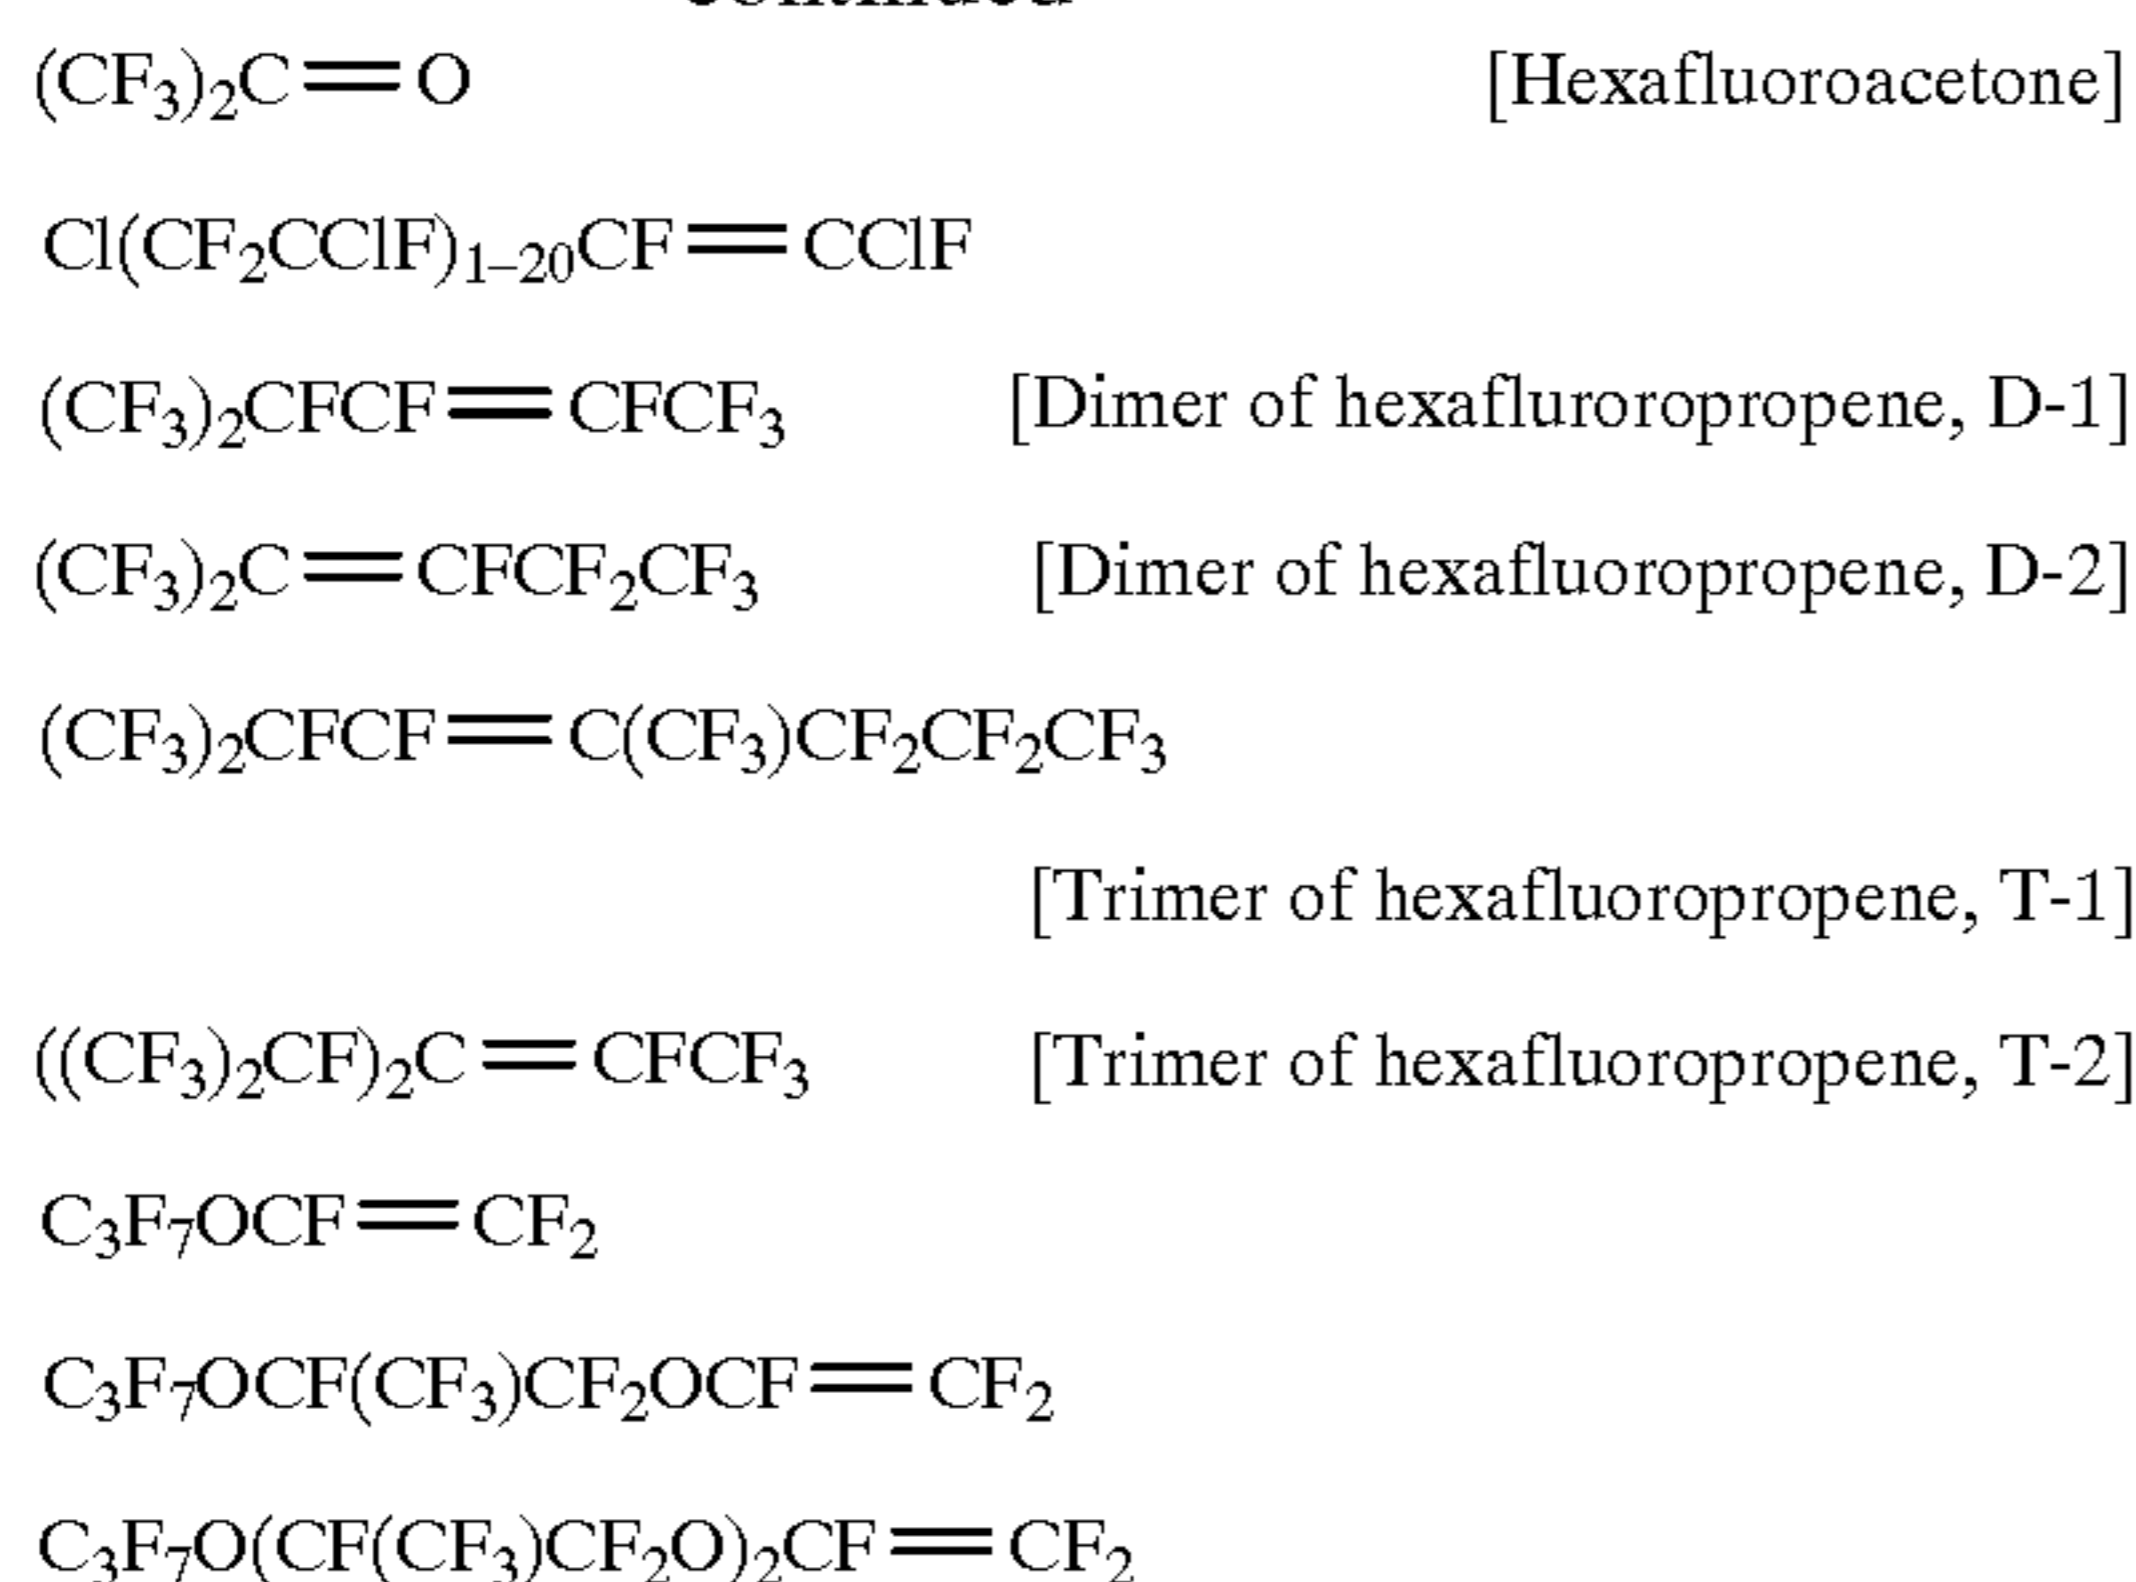 (CF₃)₂C=O [Hexafluoroacetone]
Cl(CF₂CClF)₁₋₂₀CF=CClF
(CF₃)₂CFCF=CFCF₃ [Dimer of hexaflurоropropene, D-1]
(CF₃)₂C=CFCF₂CF₃ [Dimer of hexafluoropropene, D-2]
(CF₃)₂CFCF=C(CF₃)CF₂CF₂CF₃
[Trimer of hexafluoropropene, T-1]
((CF₃)₂CF)₂C=CFCF₃ [Trimer of hexafluoropropene, T-2]
C₃F₇OCF=CF₂
C₃F₇OCF(CF₃)CF₂OCF=CF₂
C₃F₇O(CF(CF₃)CF₂O)₂CF=CF₂